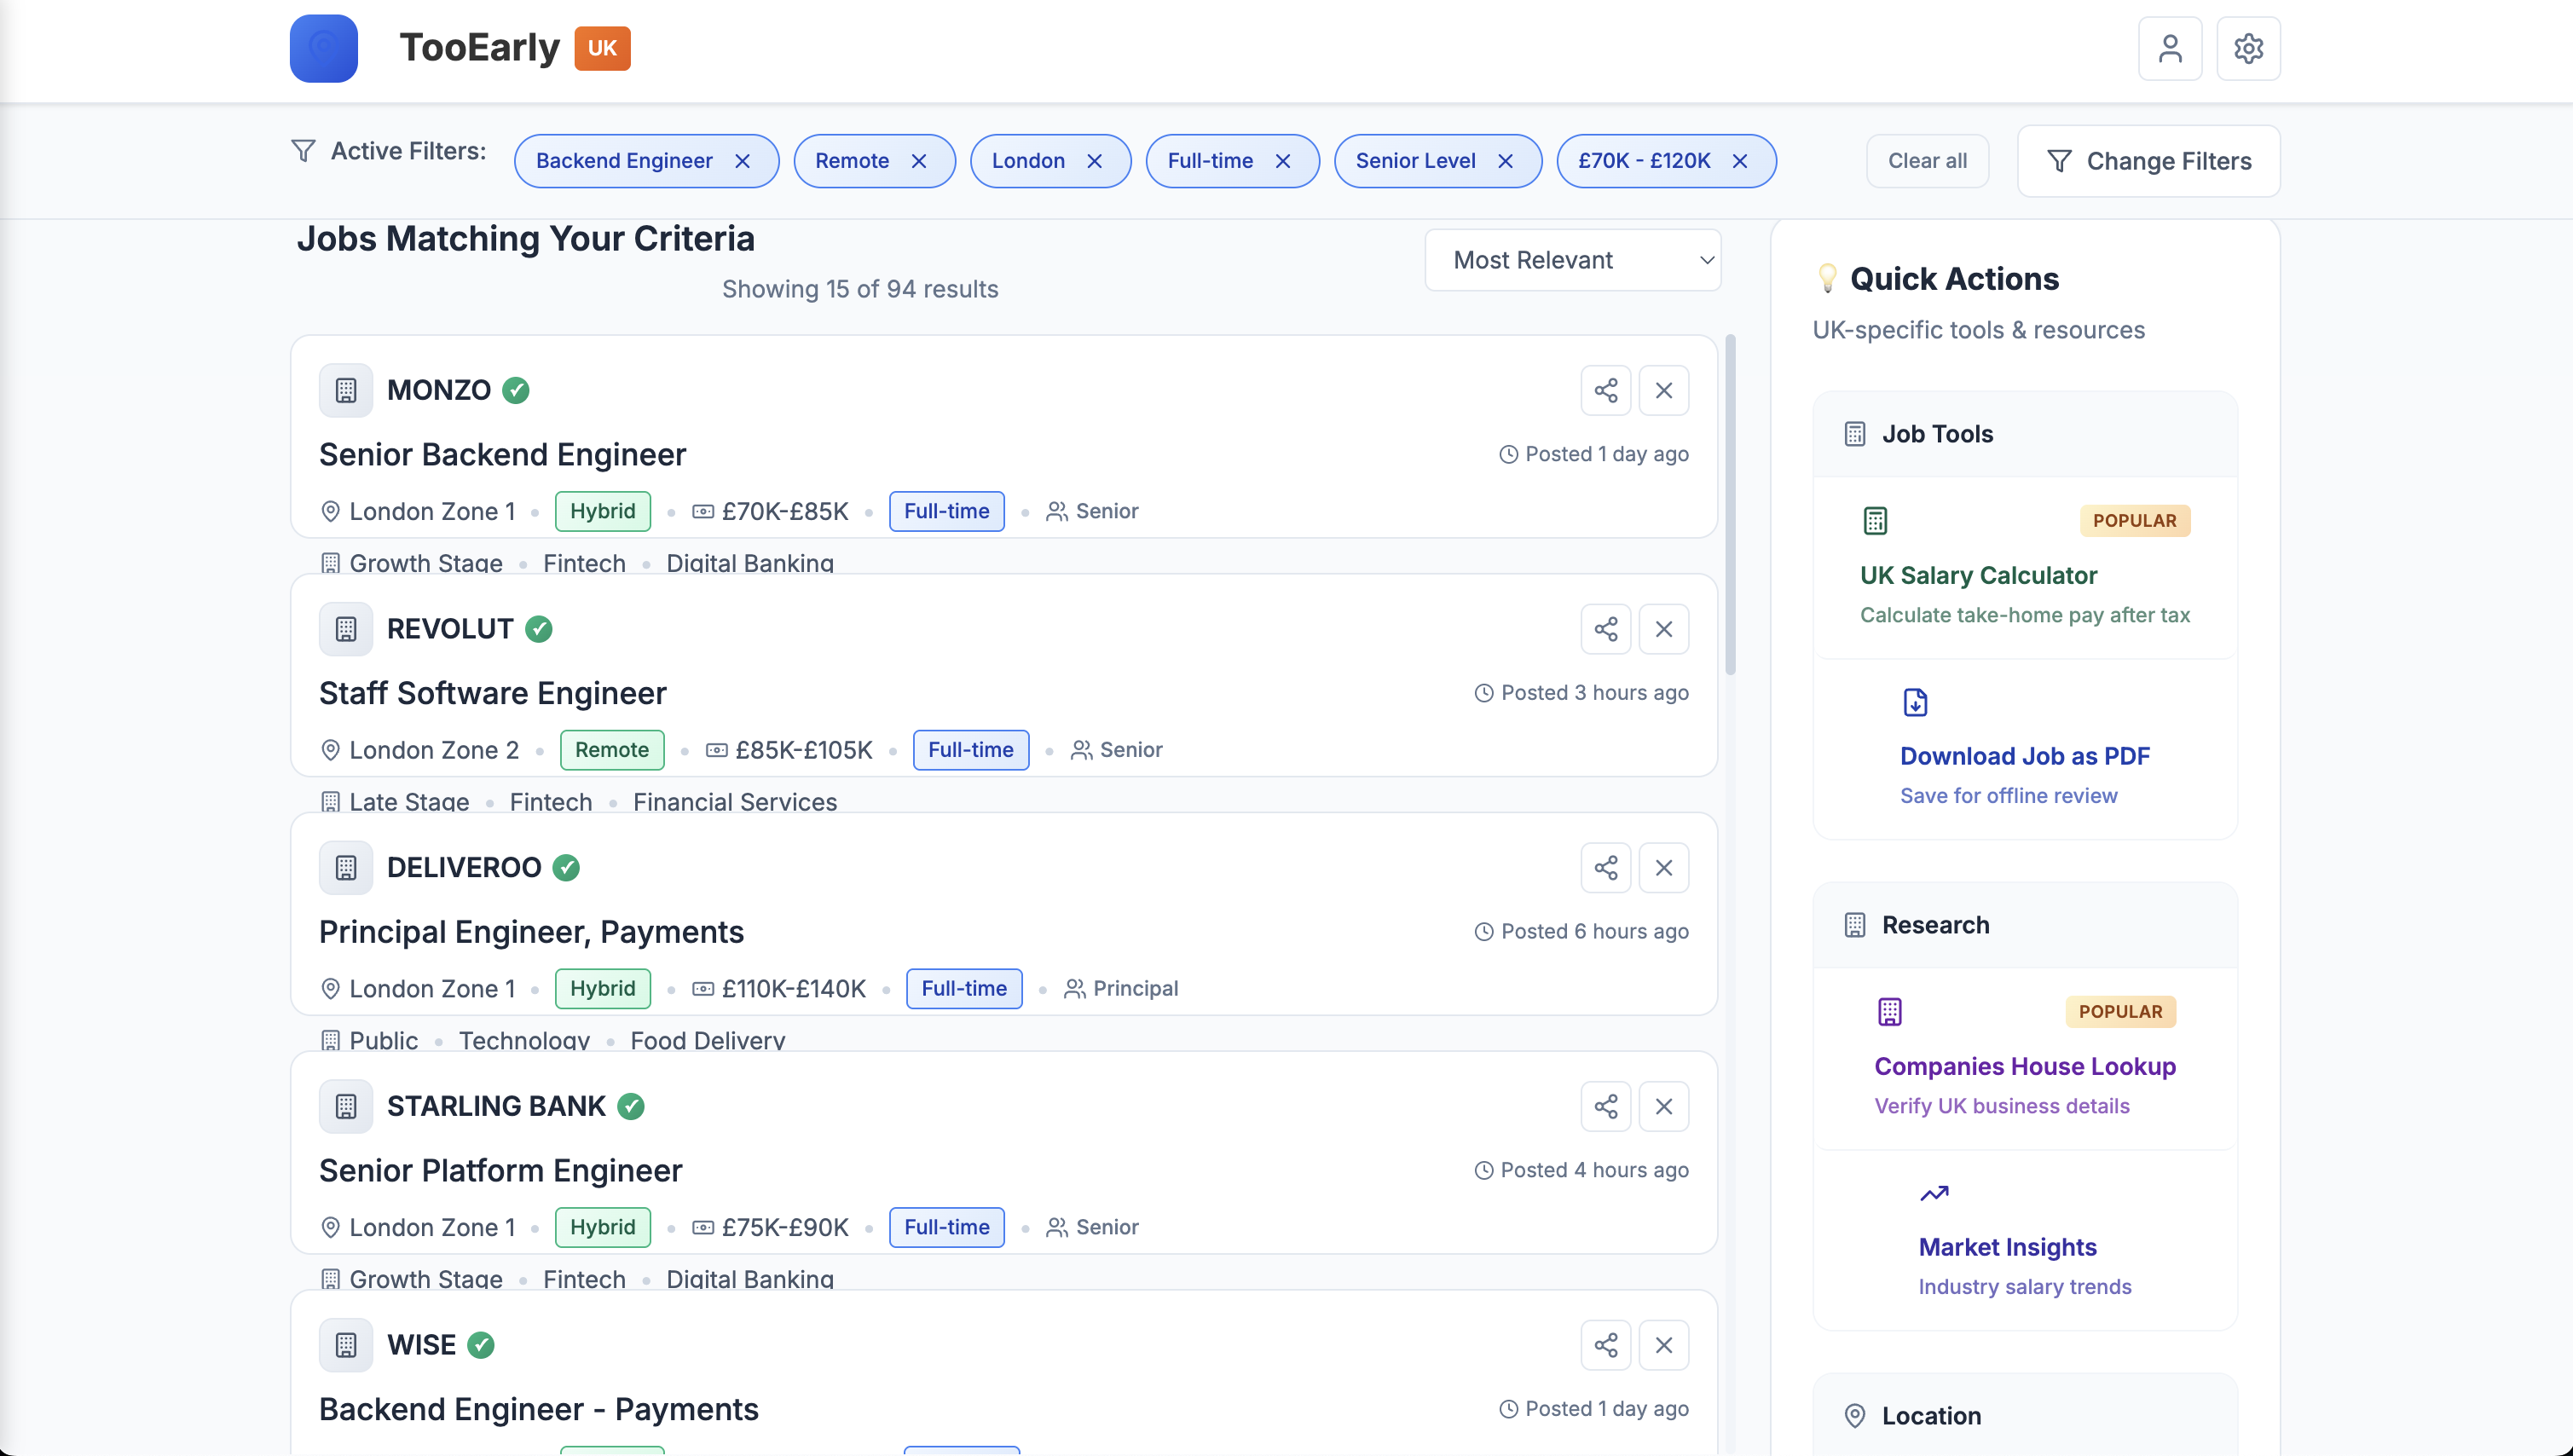 TooEarly UK
Active Filters: Backend Engineer Remote London Full-time Senior Level £70K - £120K Clear all Change Filters
Jobs Matching Your Criteria
Showing 15 of 94 results
Most Relevant
MONZO
Senior Backend Engineer
Posted 1 day ago
London Zone 1 • Hybrid • £70K-£85K • Full-time • Senior
Growth Stage • Fintech • Digital Banking
REVOLUT
Staff Software Engineer
Posted 3 hours ago
London Zone 2 • Remote • £85K-£105K • Full-time • Senior
Late Stage • Fintech • Financial Services
DELIVEROO
Principal Engineer, Payments
Posted 6 hours ago
London Zone 1 • Hybrid • £110K-£140K • Full-time • Principal
Public • Technology • Food Delivery
STARLING BANK
Senior Platform Engineer
Posted 4 hours ago
London Zone 1 • Hybrid • £75K-£90K • Full-time • Senior
Growth Stage • Fintech • Digital Banking
WISE
Backend Engineer - Payments
Posted 1 day ago
Quick Actions
UK-specific tools & resources
Job Tools
POPULAR
UK Salary Calculator
Calculate take-home pay after tax
Download Job as PDF
Save for offline review
Research
POPULAR
Companies House Lookup
Verify UK business details
Market Insights
Industry salary trends
Location